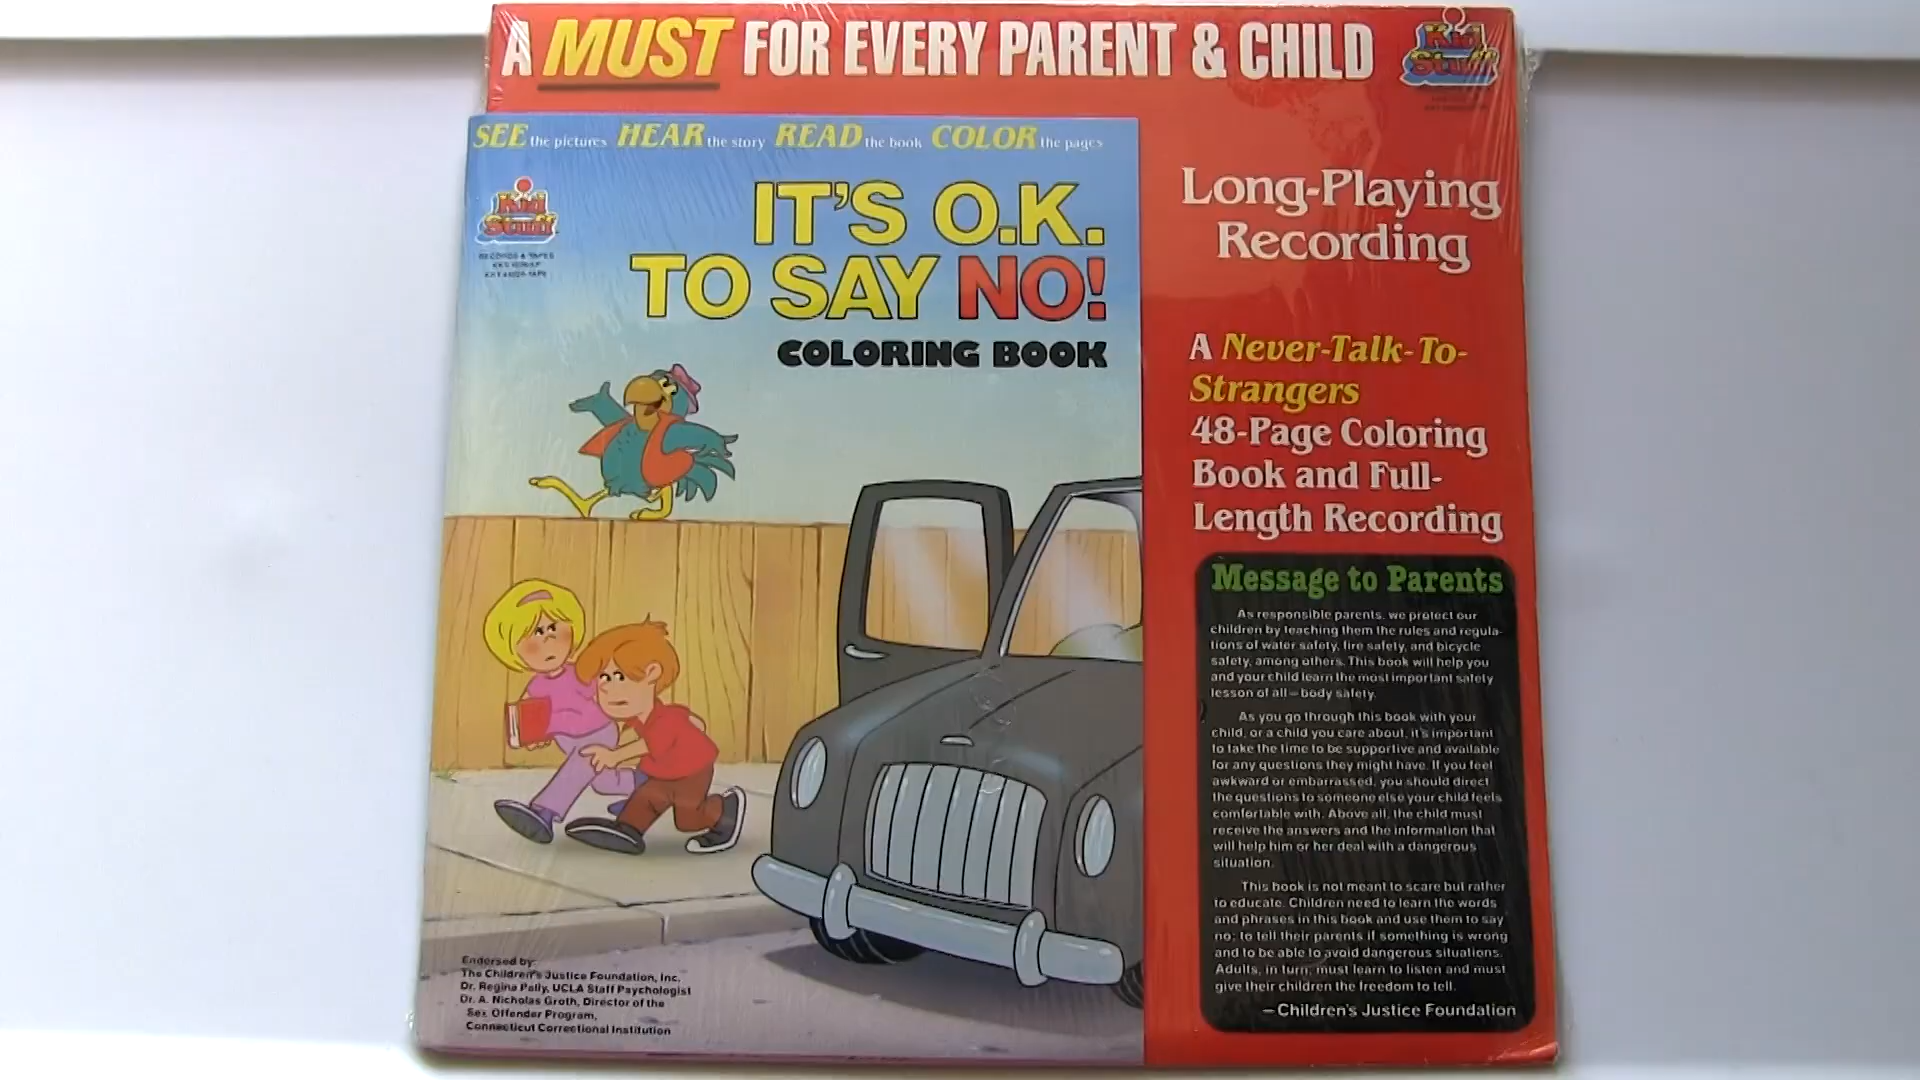 A MUST FOR EVERY PARENT & CHILD
Kid
Stuff
SEE the pictures HEAR the story READ the book COLOR the pages
Kid
Stuff
RECORDS & TAPES
IT'S O.K.
TO SAY NO!
COLORING BOOK
Endorsed by:
The Children's Justice Foundation, Inc.
Dr. Regina Pally, UCLA Staff Psychologist
Dr. A. Nicholas Groth, Director of the
Sex Offender Program,
Connecticut Correctional Institution
Long-Playing
Recording
A Never-Talk-To-
Strangers
48-Page Coloring
Book and Full-
Length Recording
Message to Parents
As responsible parents, we protect our
children by teaching them the rules and regula-
tions of water safety, fire safety, and bicycle
safety, among others. This book will help you
and your child learn the most important safety
lesson of all—body safety.
As you go through this book with your
child, or a child you care about, it's important
to take the time to be supportive and available
for any questions they might have. If you feel
awkward or embarrassed, you should direct
the questions to someone else your child feels
comfortable with. Above all, the child must
receive the answers and the information that
will help him or her deal with a dangerous
situation.
This book is not meant to scare but rather
to educate. Children need to learn the words
and phrases in this book and use them to say
no; to tell their parents if something is wrong
and to be able to avoid dangerous situations.
Adults, in turn, must learn to listen and must
give their children the freedom to tell.
—Children's Justice Foundation